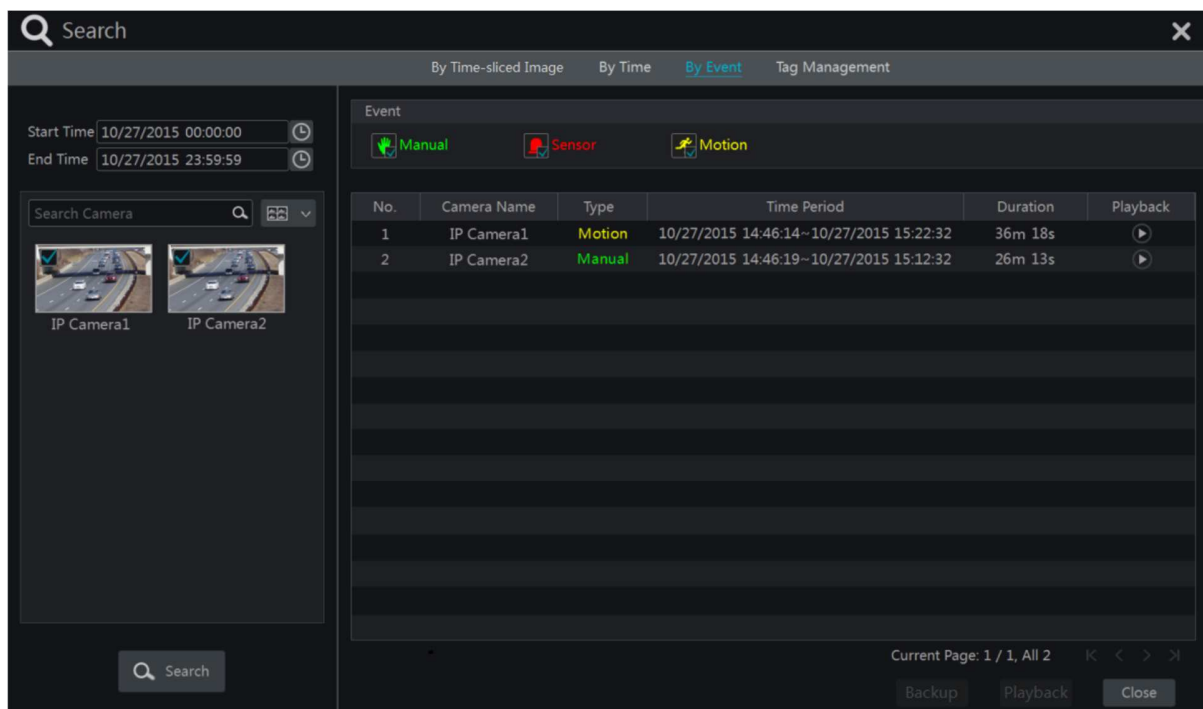 Search
By Time-sliced Image By Time By Event Tag Management
Start Time 10/27/2015 00:00:00
End Time 10/27/2015 23:59:59
Search Camera
IP Camera1 IP Camera2
Search
Event
Manual Sensor Motion
No. Camera Name Type Time Period Duration Playback
1 IP Camera1 Motion 10/27/2015 14:46:14~10/27/2015 15:22:32 36m 18s
2 IP Camera2 Manual 10/27/2015 14:46:19~10/27/2015 15:12:32 26m 13s
Current Page: 1 / 1, All 2
Backup Playback Close